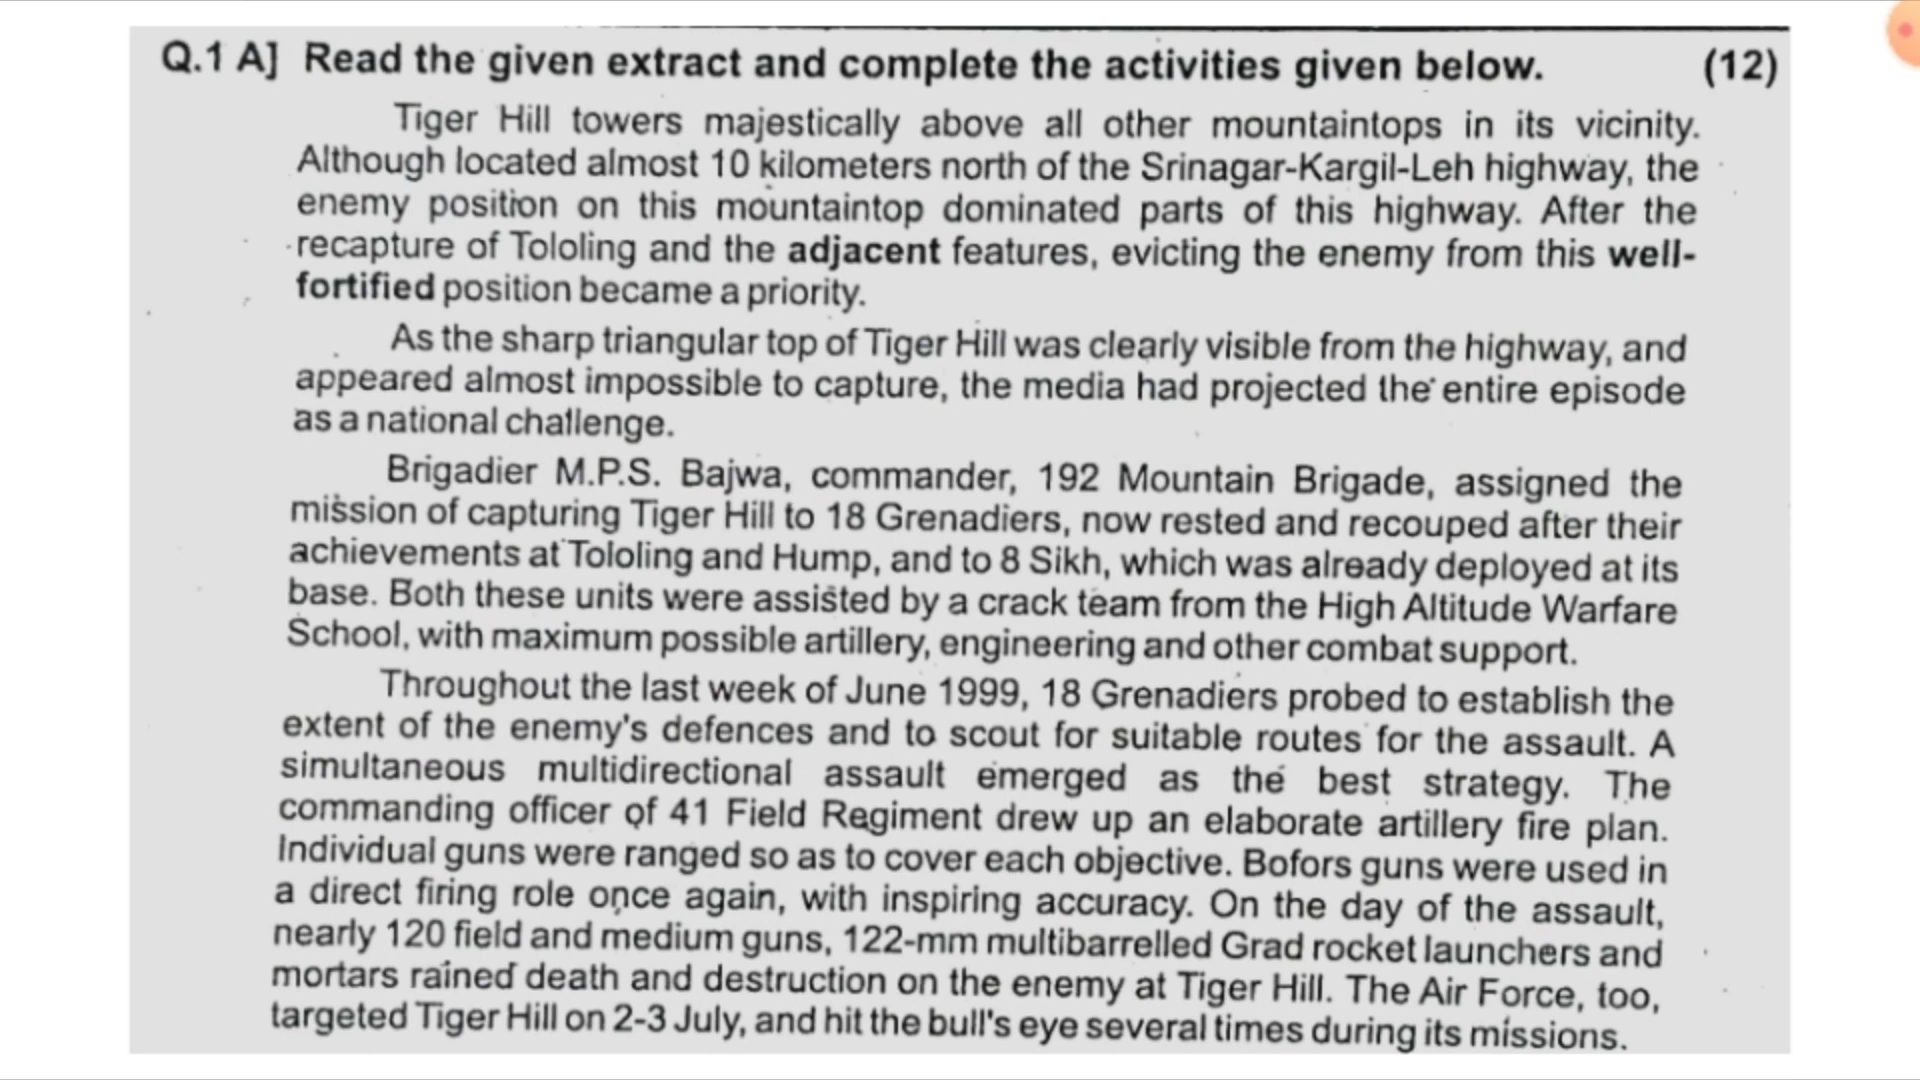 Q.1 A] Read the given extract and complete the activities given below. (12)
Tiger Hill towers majestically above all other mountaintops in its vicinity.
Although located almost 10 kilometers north of the Srinagar-Kargil-Leh highway, the
enemy position on this mountaintop dominated parts of this highway. After the
recapture of Tololing and the adjacent features, evicting the enemy from this well-
fortified position became a priority.
As the sharp triangular top of Tiger Hill was clearly visible from the highway, and
appeared almost impossible to capture, the media had projected the entire episode
as a national challenge.
Brigadier M.P.S. Bajwa, commander, 192 Mountain Brigade, assigned the
mission of capturing Tiger Hill to 18 Grenadiers, now rested and recouped after their
achievements at Tololing and Hump, and to 8 Sikh, which was already deployed at its
base. Both these units were assisted by a crack team from the High Altitude Warfare
School, with maximum possible artillery, engineering and other combat support.
Throughout the last week of June 1999, 18 Grenadiers probed to establish the
extent of the enemy's defences and to scout for suitable routes for the assault. A
simultaneous multidirectional assault emerged as the best strategy. The
commanding officer of 41 Field Regiment drew up an elaborate artillery fire plan.
Individual guns were ranged so as to cover each objective. Bofors guns were used in
a direct firing role once again, with inspiring accuracy. On the day of the assault,
nearly 120 field and medium guns, 122-mm multibarrelled Grad rocket launchers and
mortars rained death and destruction on the enemy at Tiger Hill. The Air Force, too,
targeted Tiger Hill on 2-3 July, and hit the bull's eye several times during its missions.